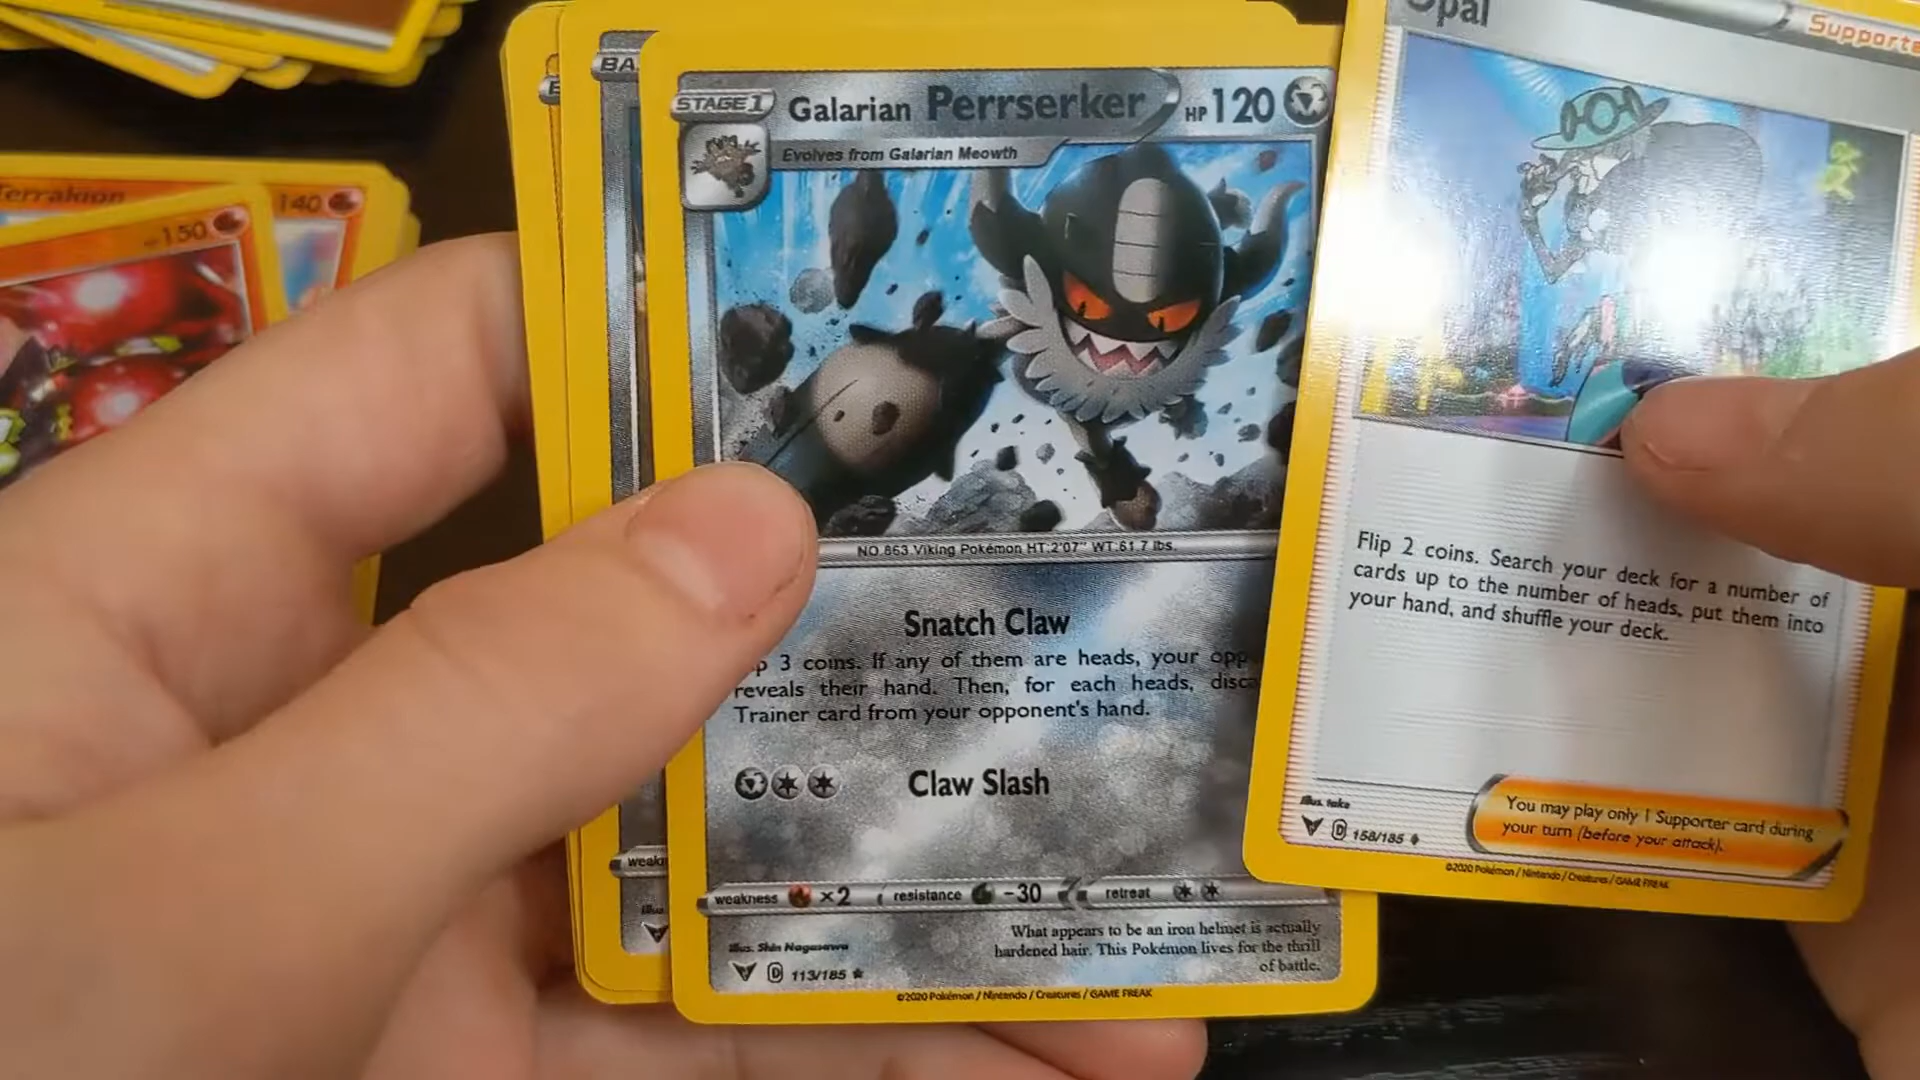 Terrakion
140
HP 150
BA
STAGE 1
Galarian Perrserker
HP 120
Evolves from Galarian Meowth
NO.863 Viking Pokémon HT:2'07" WT:61.7 lbs.
Snatch Claw
3 coins. If any of them are heads, your opp
reveals their hand. Then, for each heads, disca
Trainer card from your opponent's hand.
Claw Slash
weakness ×2 resistance -30 retreat
Illus. Shin Nagasawa
What appears to be an iron helmet is actually
hardened hair. This Pokémon lives for the thrill
of battle.
D 113/185
©2020 Pokémon / Nintendo / Creatures / GAME FREAK
weakn
Illus
Opal
Supporte
Flip 2 coins. Search your deck for a number of
cards up to the number of heads, put them into
your hand, and shuffle your deck.
Illus. take
D 158/185
You may play only 1 Supporter card during
your turn (before your attack).
©2020 Pokémon / Nintendo / Creatures / GAME FREAK